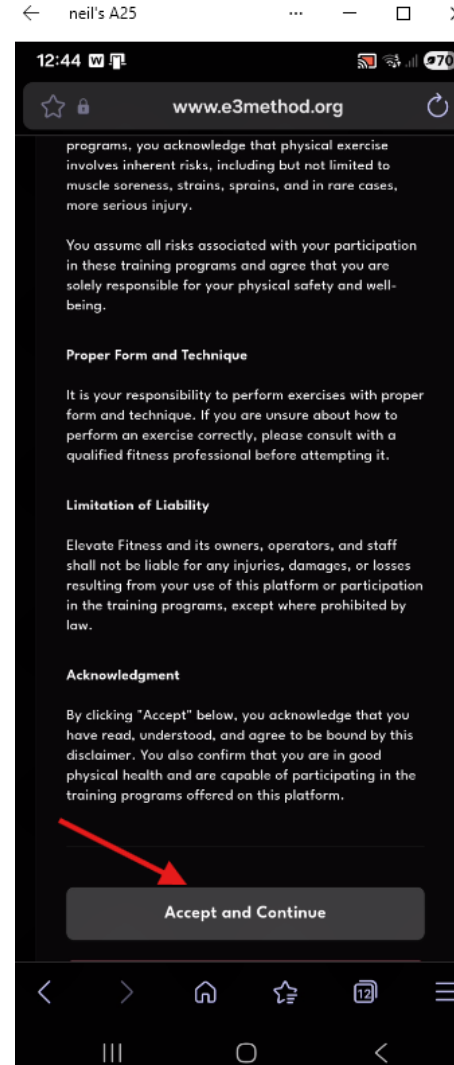 neil's A25
12:44
70
www.e3method.org
programs, you acknowledge that physical exercise
involves inherent risks, including but not limited to
muscle soreness, strains, sprains, and in rare cases,
more serious injury.
You assume all risks associated with your participation
in these training programs and agree that you are
solely responsible for your physical safety and well-
being.
Proper Form and Technique
It is your responsibility to perform exercises with proper
form and technique. If you are unsure about how to
perform an exercise correctly, please consult with a
qualified fitness professional before attempting it.
Limitation of Liability
Elevate Fitness and its owners, operators, and staff
shall not be liable for any injuries, damages, or losses
resulting from your use of this platform or participation
in the training programs, except where prohibited by
law.
Acknowledgment
By clicking "Accept" below, you acknowledge that you
have read, understood, and agree to be bound by this
disclaimer. You also confirm that you are in good
physical health and are capable of participating in the
training programs offered on this platform.
Accept and Continue
12